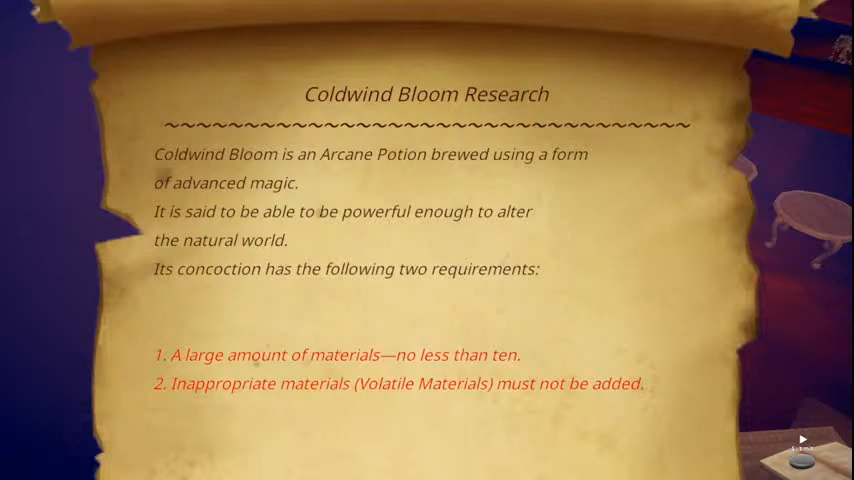 Coldwind Bloom Research
Coldwind Bloom is an Arcane Potion brewed using a form
of advanced magic.
It is said to be able to be powerful enough to alter
the natural world.
Its concoction has the following two requirements:
1. A large amount of materials—no less than ten.
2. Inappropriate materials (Volatile Materials) must not be added.